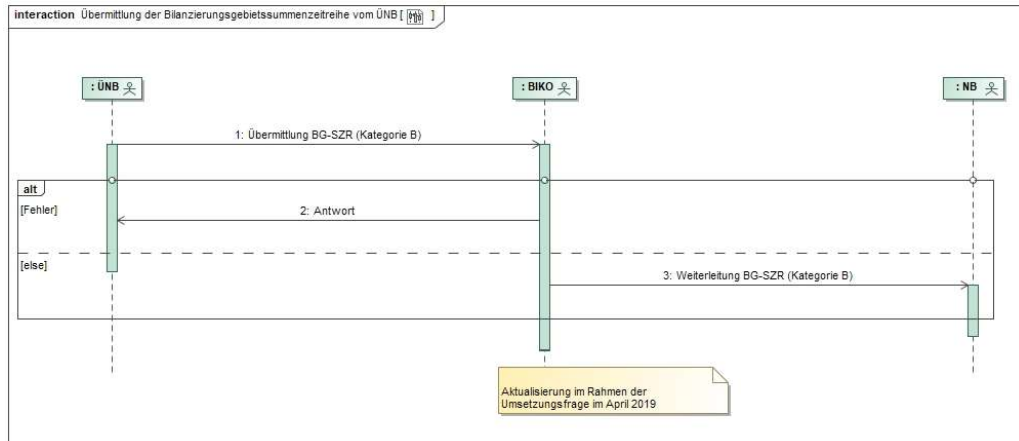 interaction Übermittlung der Bilanzierungsgebietssummenzeitreihe vom ÜNB [ ]
: ÜNB
: BIKO
: NB
1: Übermittlung BG-SZR (Kategorie B)
alt
[Fehler]
2: Antwort
[else]
3: Weiterleitung BG-SZR (Kategorie B)
Aktualisierung im Rahmen der
Umsetzungsfrage im April 2019